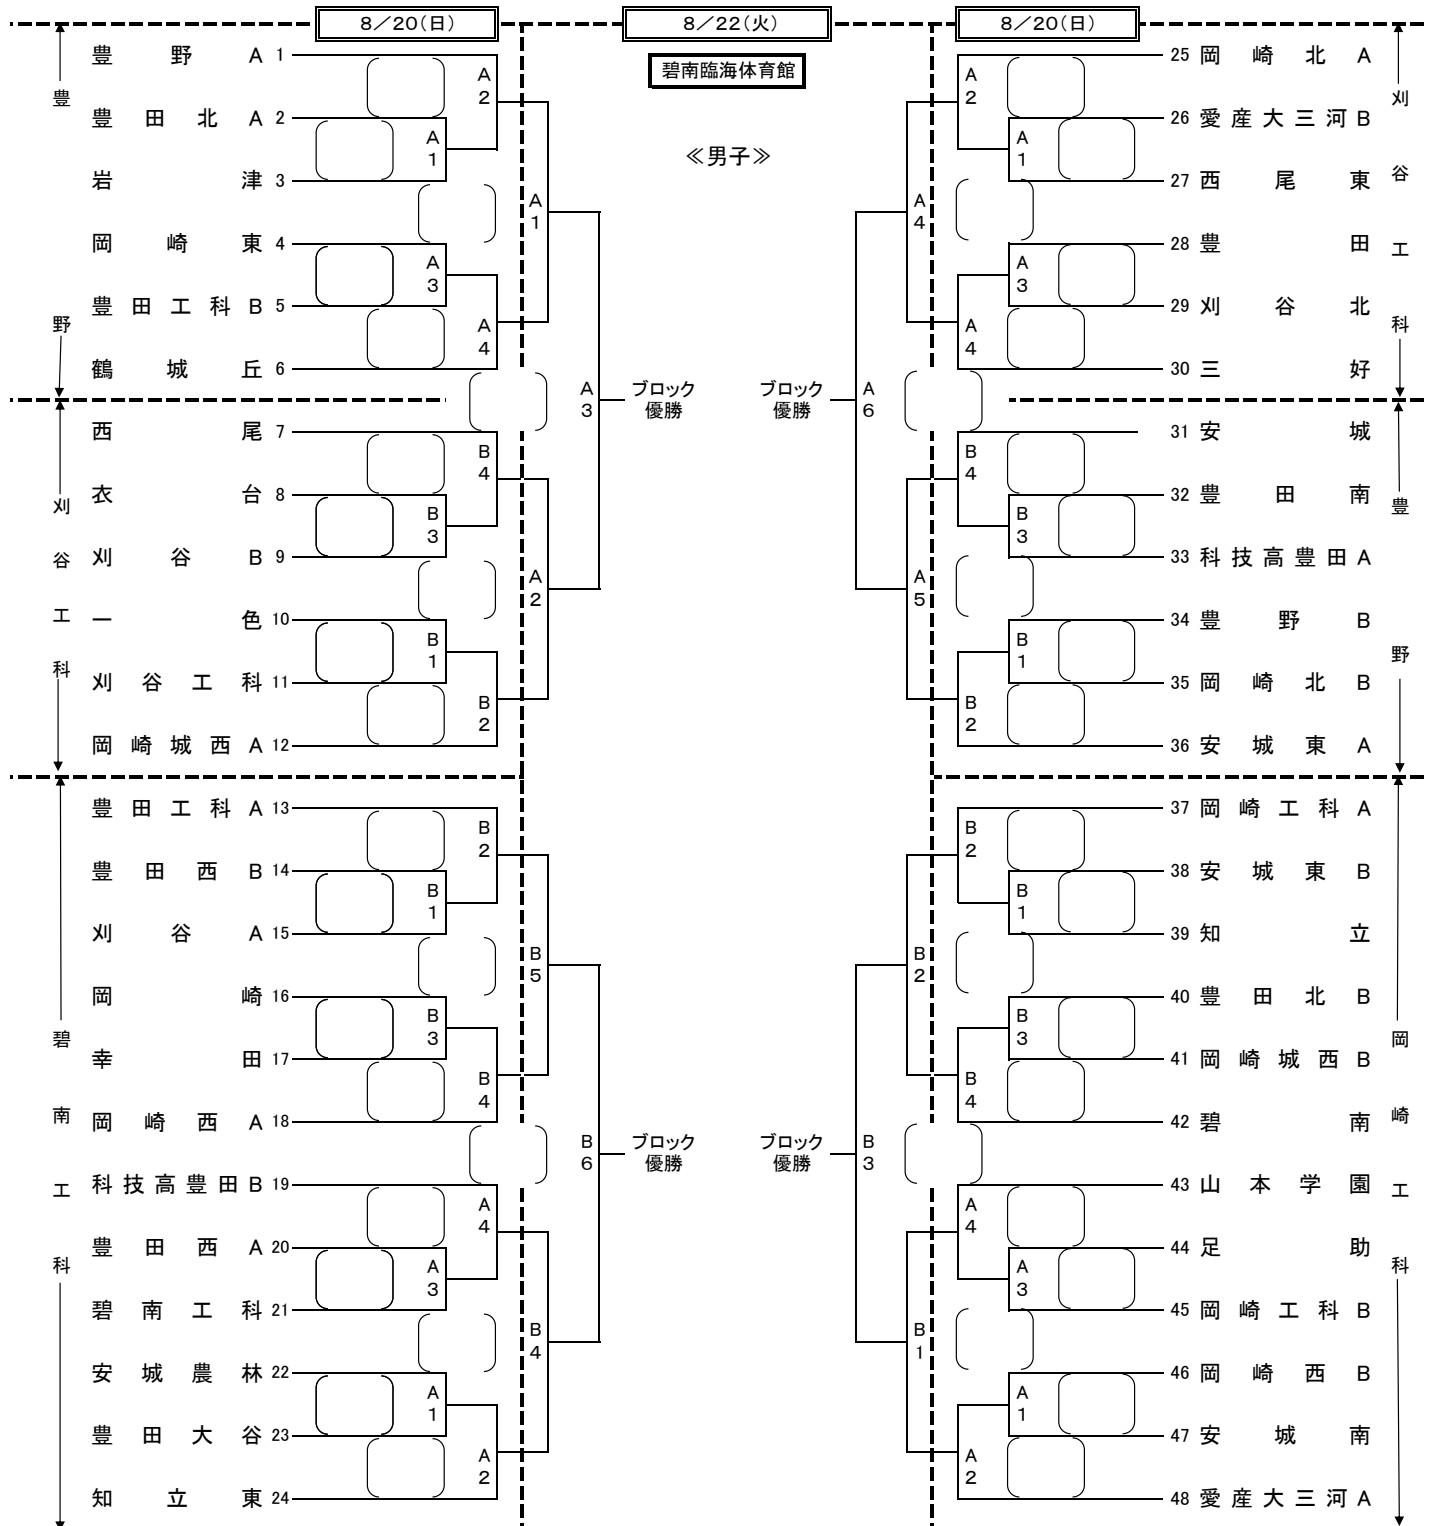 8／20(日)
8／22(火)
8／20(日)
碧南臨海体育館
≪男子≫
豊野A 1
豊田北A 2
岩津 3
岡崎東 4
豊田工科B 5
鶴城丘 6
西尾 7
衣台 8
刈谷B 9
一色 10
刈谷工科 11
岡崎城西A 12
豊田工科A 13
豊田西B 14
刈谷A 15
岡崎 16
幸田 17
岡崎西A 18
科技高豊田B 19
豊田西A 20
碧南工科 21
安城農林 22
豊田大谷 23
知立東 24
豊野
刈谷工科
碧南工科
A2
A1
A3
A4
B4
B3
B1
B2
B2
B1
B3
B4
A4
A3
A1
A2
A1
A2
B5
B4
A3
B6
ブロック
優勝
ブロック
優勝
ブロック
優勝
ブロック
優勝
A6
B3
A4
A5
B2
B1
A2
A1
A3
A4
B4
B3
B1
B2
B2
B1
B3
B4
A4
A3
A1
A2
25 岡崎北A
26 愛産大三河B
27 西尾東
28 豊田
29 刈谷北
30 三好
31 安城
32 豊田南
33 科技高豊田A
34 豊野B
35 岡崎北B
36 安城東A
37 岡崎工科A
38 安城東B
39 知立
40 豊田北B
41 岡崎城西B
42 碧南
43 山本学園
44 足助
45 岡崎工科B
46 岡崎西B
47 安城南
48 愛産大三河A
刈谷工科
豊野
岡崎工科